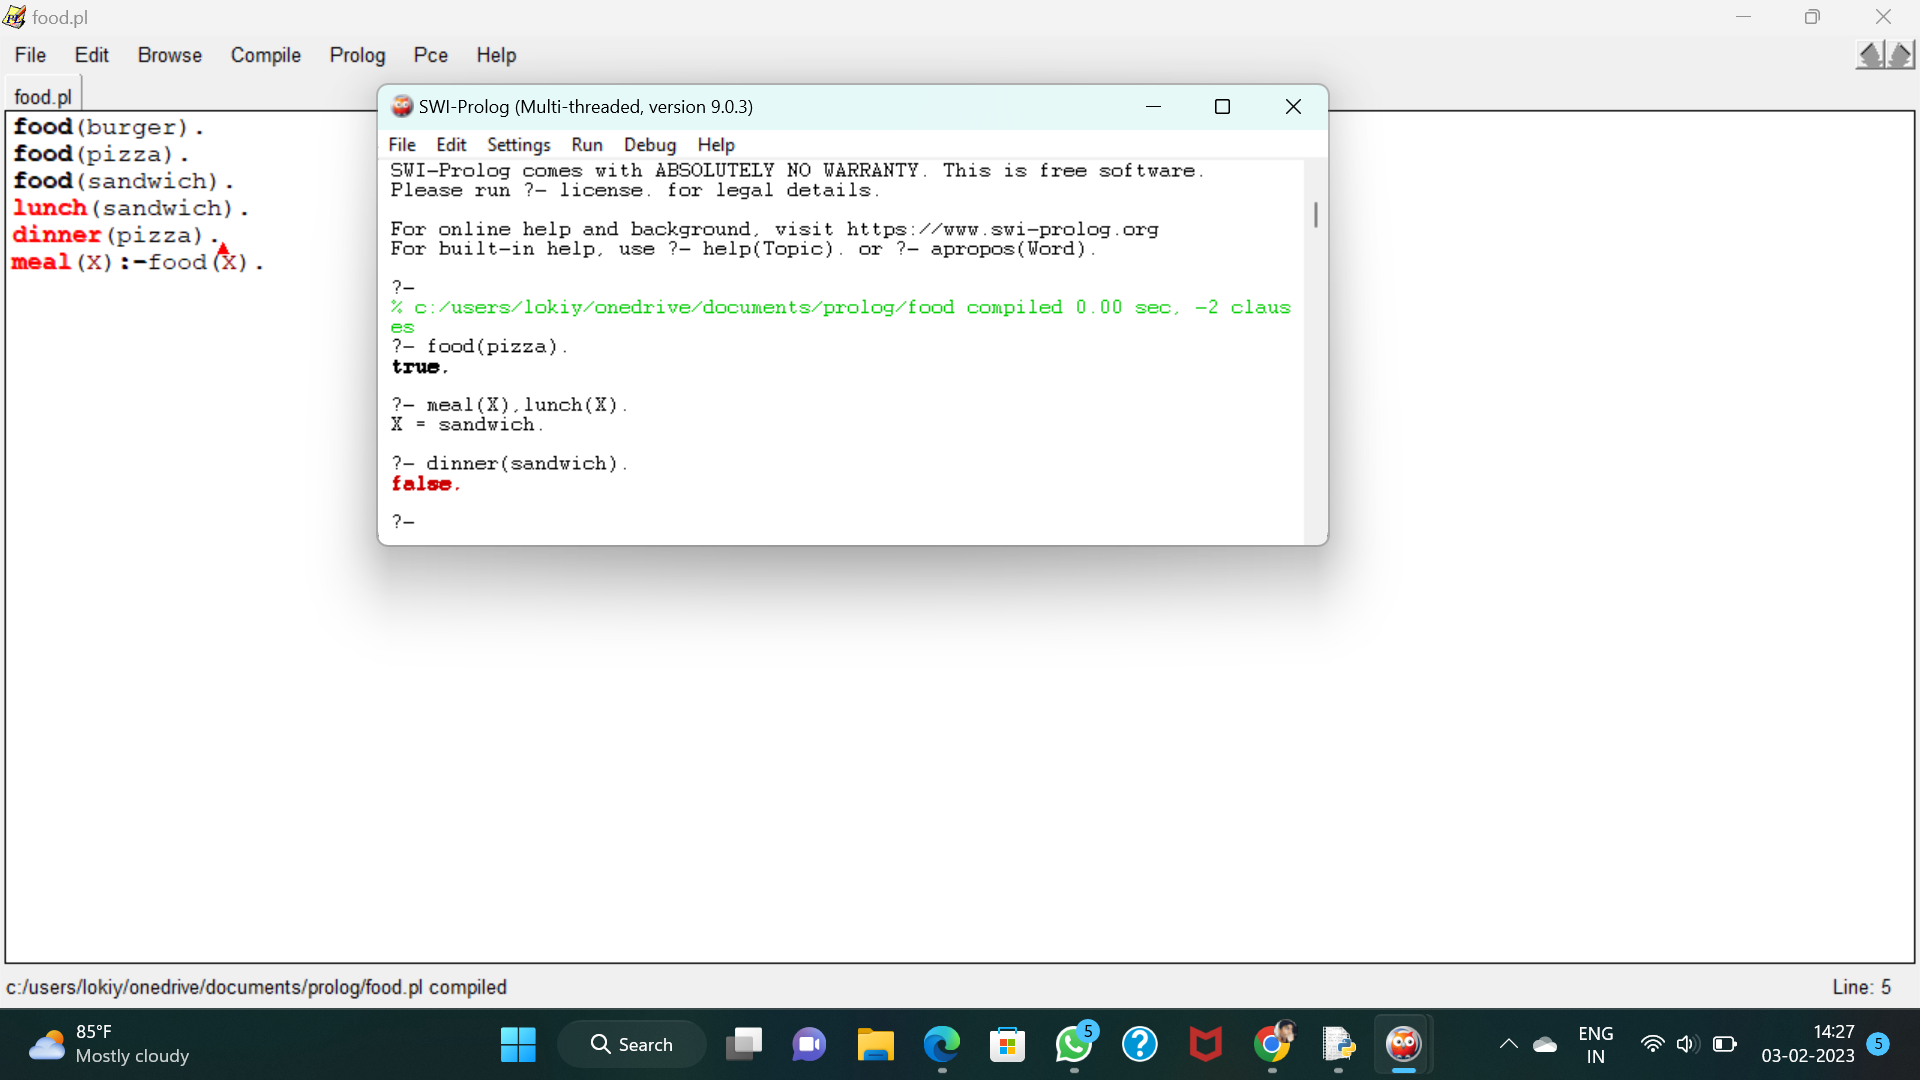 food.pl
File Edit Browse Compile Prolog Pce Help
food.pl
food(burger).
food(pizza).
food(sandwich).
lunch(sandwich).
dinner(pizza).
meal(X):-food(X).
SWI-Prolog (Multi-threaded, version 9.0.3)
File Edit Settings Run Debug Help
SWI-Prolog comes with ABSOLUTELY NO WARRANTY. This is free software.
Please run ?- license. for legal details.
For online help and background, visit https://www.swi-prolog.org
For built-in help, use ?- help(Topic). or ?- apropos(Word).
?-
% c:/users/lokiy/onedrive/documents/prolog/food compiled 0.00 sec, -2 claus
es
?- food(pizza).
true.
?- meal(X),lunch(X).
X = sandwich.
?- dinner(sandwich).
false.
?-
c:/users/lokiy/onedrive/documents/prolog/food.pl compiled
Line: 5
85°F
Mostly cloudy
Search
5
ENG
IN
14:27
03-02-2023
5